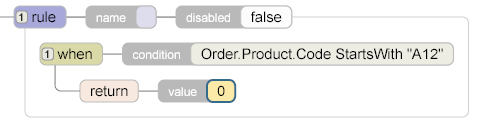 1 rule name disabled false
1 when condition Order.Product.Code StartsWith "A12"
return value 0